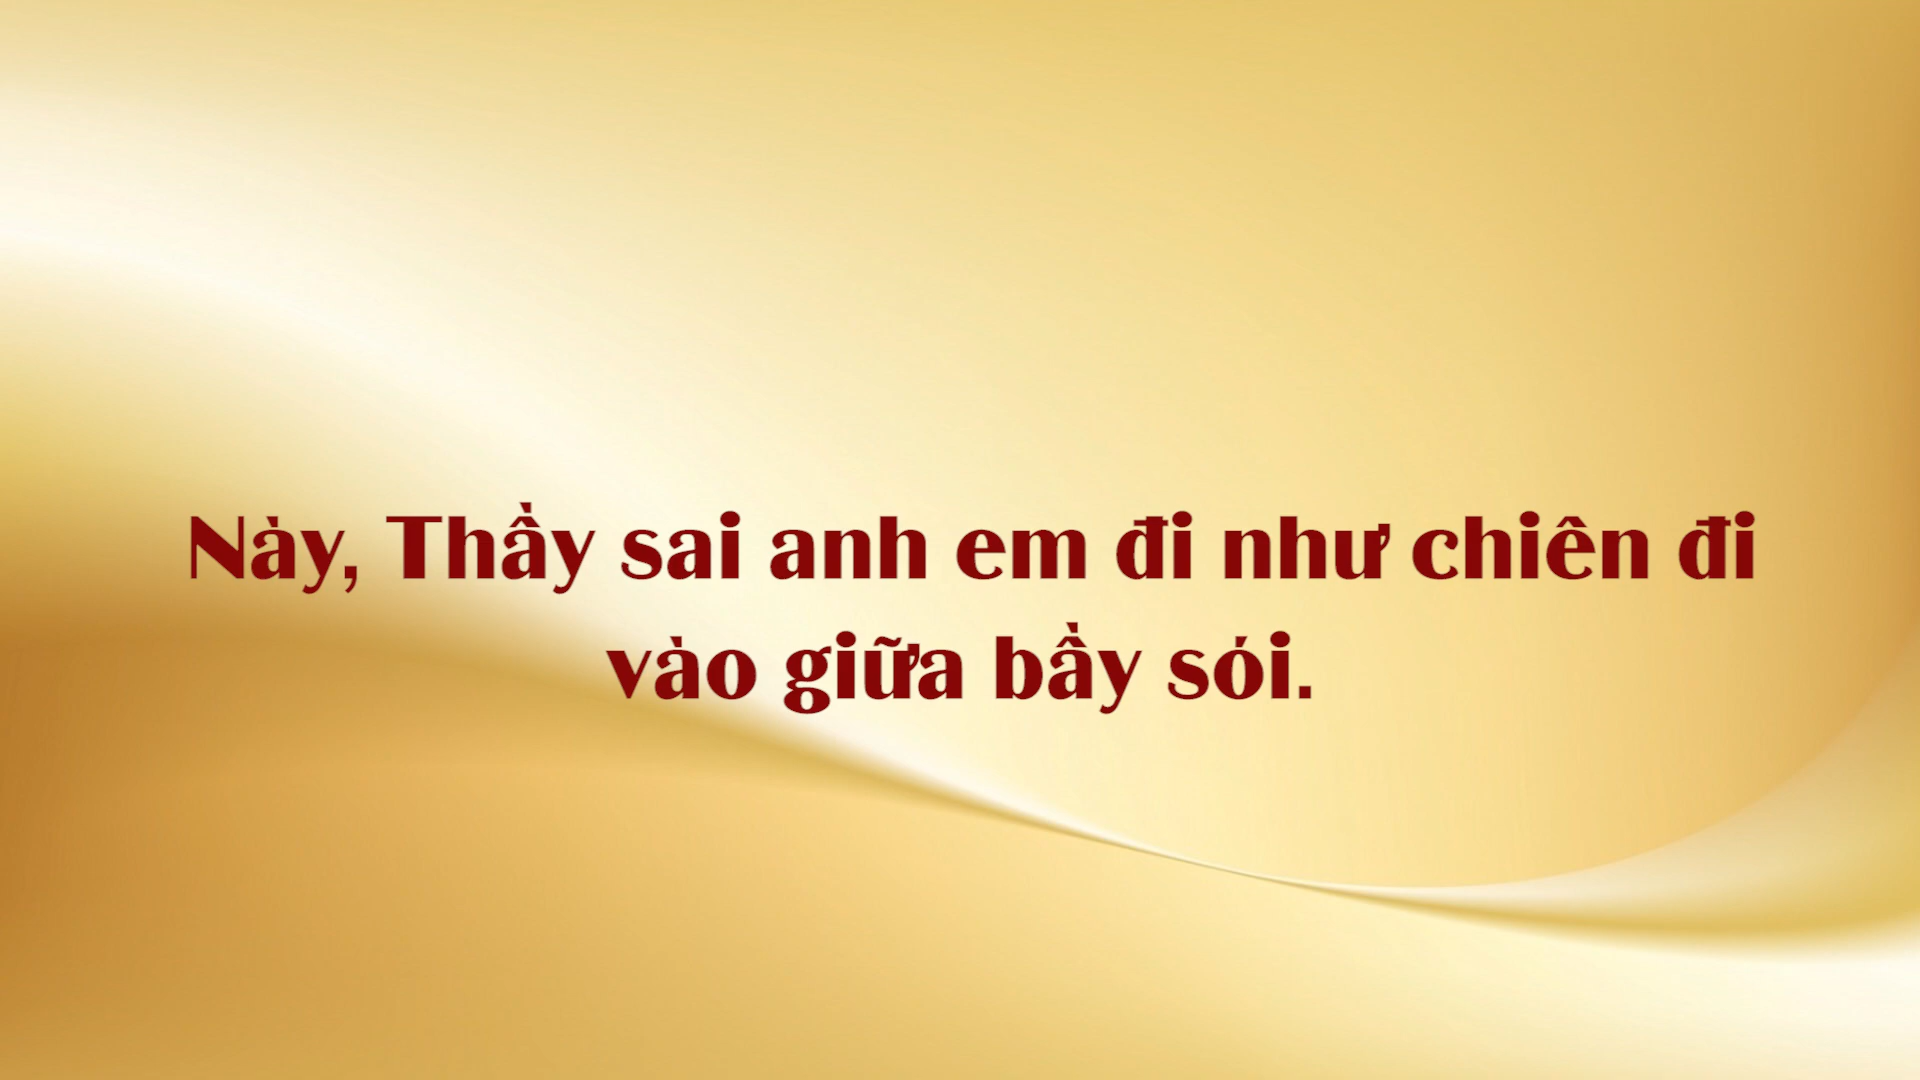 Này, Thầy sai anh em đi như chiên đi
vào giữa bầy sói.